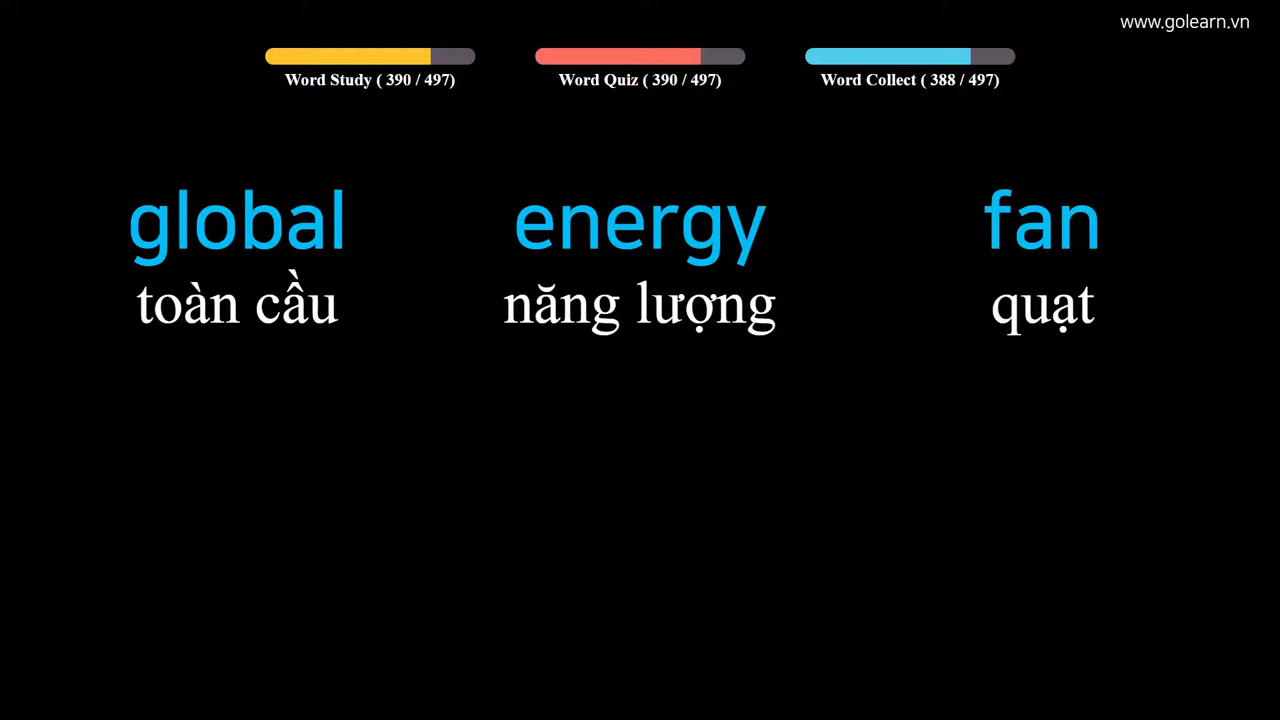 www.golearn.vn
Word Study ( 390 / 497)
Word Quiz ( 390 / 497)
Word Collect ( 388 / 497)
global
toàn cầu
energy
năng lượng
fan
quạt